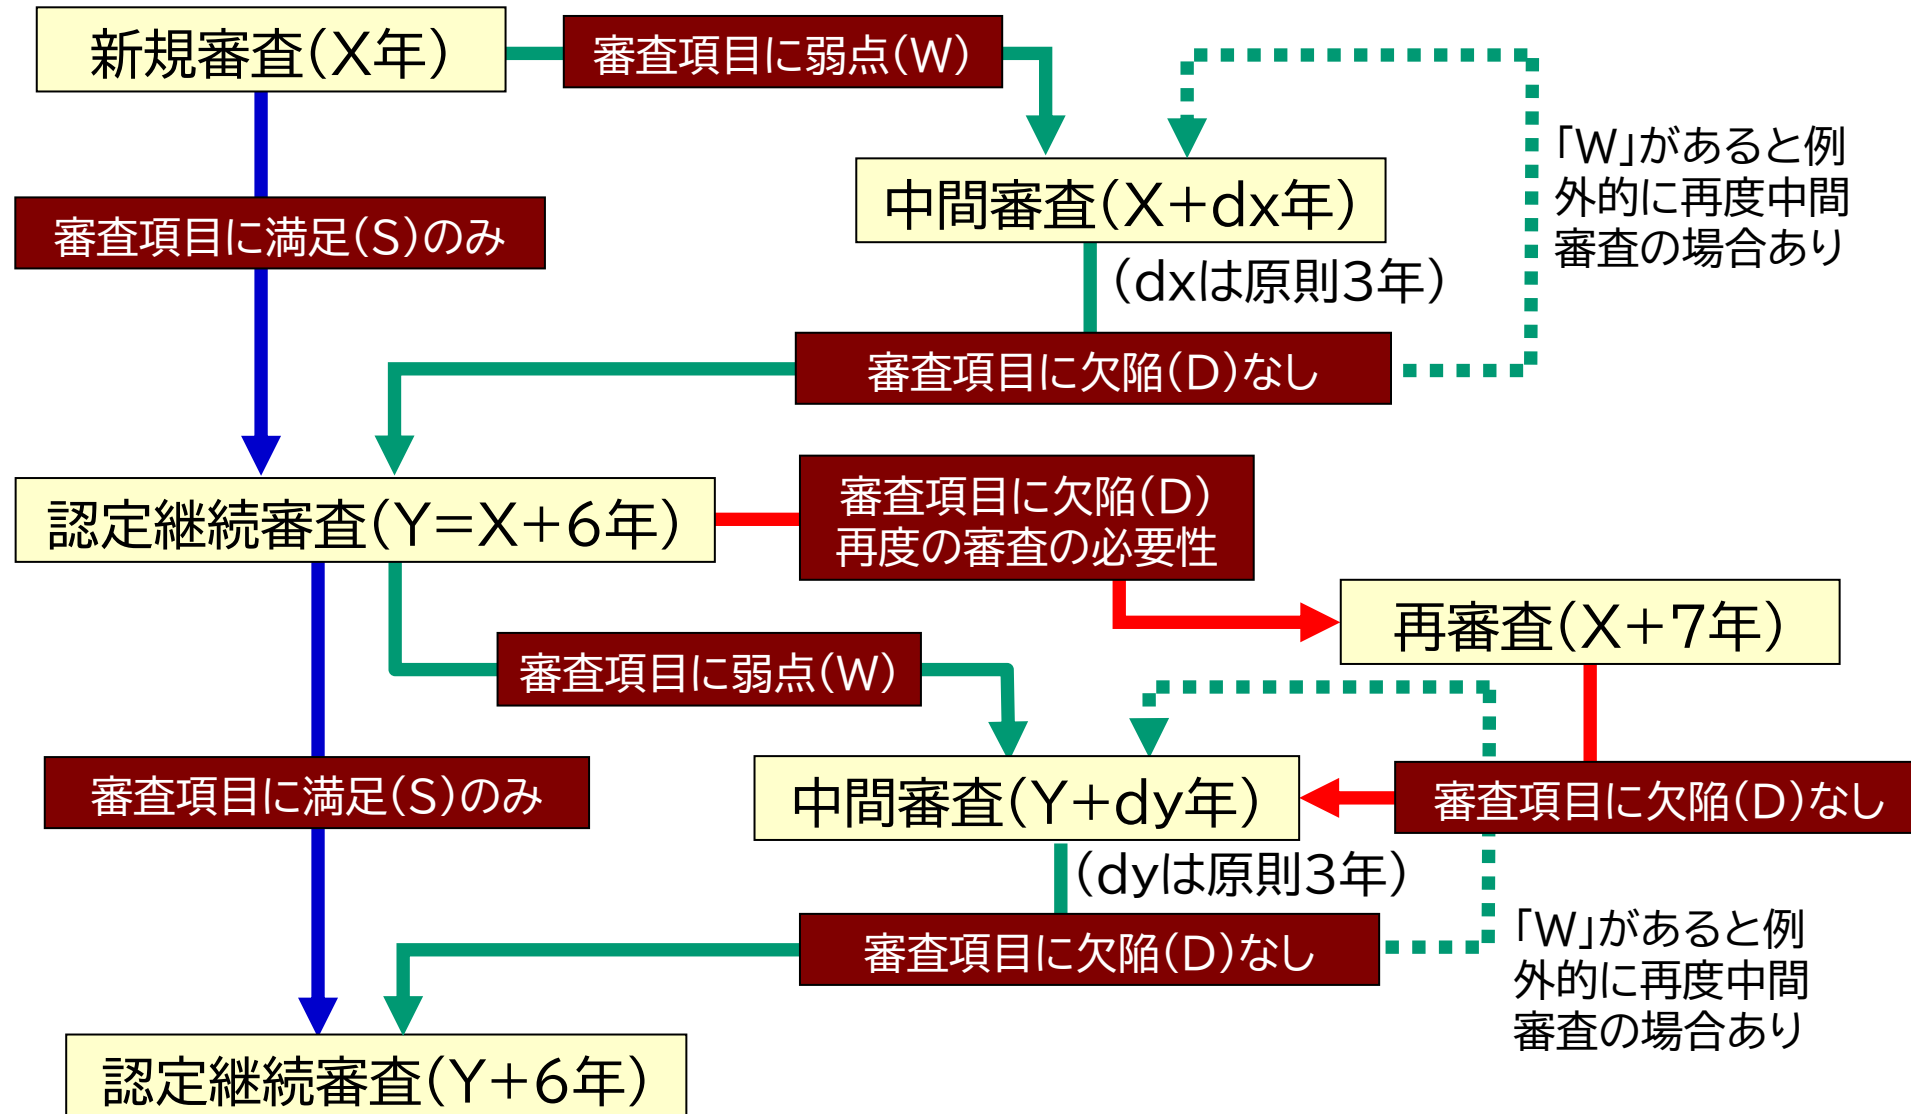 新規審査(X年)
審査項目に弱点(W)
「W」があると例
外的に再度中間
審査の場合あり
中間審査(X+dx年)
審査項目に満足(S)のみ
(dxは原則3年)
審査項目に欠陥(D)なし
認定継続審査(Y=X+6年)
審査項目に欠陥(D)
再度の審査の必要性
再審査(X+7年)
審査項目に弱点(W)
審査項目に満足(S)のみ
中間審査(Y+dy年)
審査項目に欠陥(D)なし
(dyは原則3年)
審査項目に欠陥(D)なし
「W」があると例
外的に再度中間
審査の場合あり
認定継続審査(Y+6年)